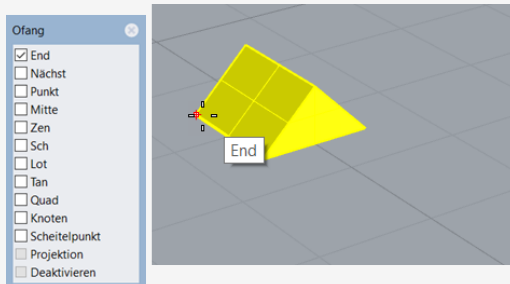 Ofang
End
Nächst
Punkt
Mitte
Zen
Sch
Lot
Tan
Quad
Knoten
Scheitelpunkt
Projektion
Deaktivieren
End